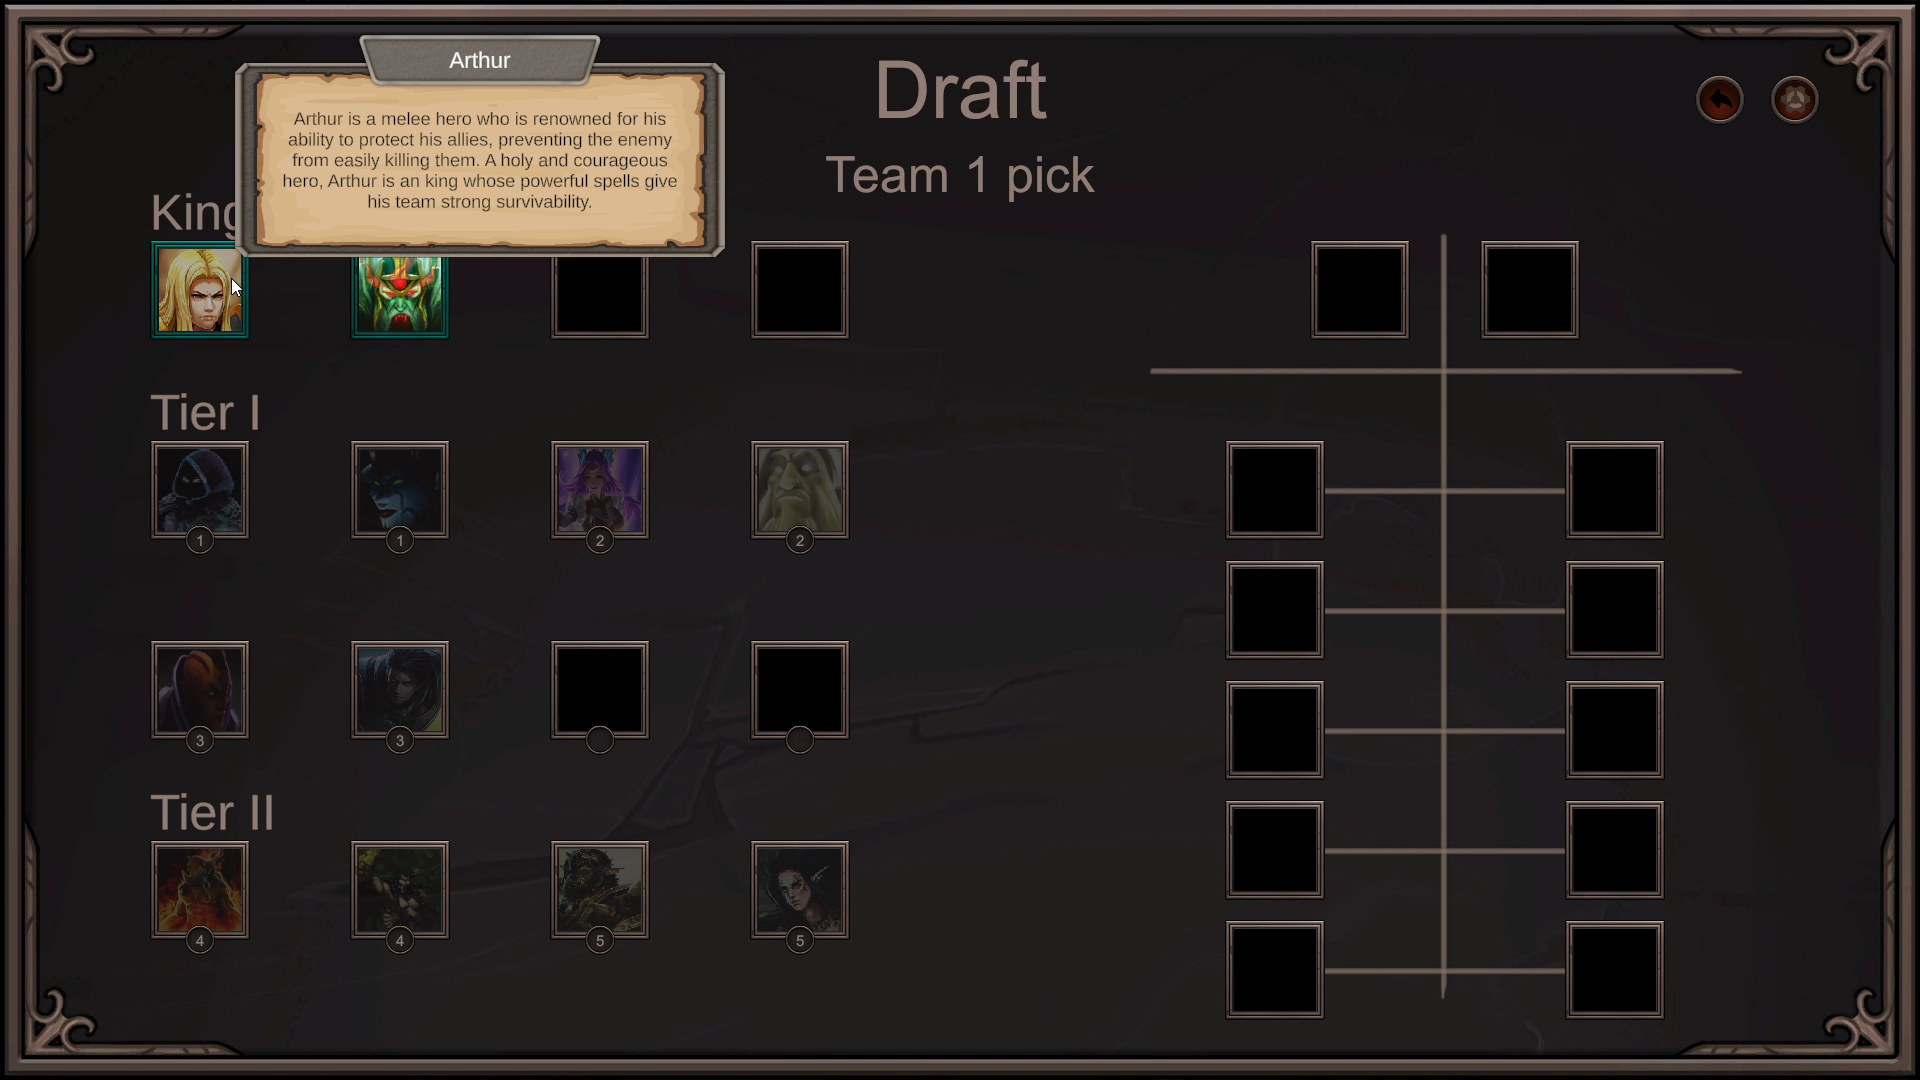 Arthur
Arthur is a melee hero who is renowned for his
ability to protect his allies, preventing the enemy
from easily killing them. A holy and courageous
hero, Arthur is an king whose powerful spells give
his team strong survivability.
Draft
Team 1 pick
King
Tier I
1 1 2 2
3 3
Tier II
4 4 5 5